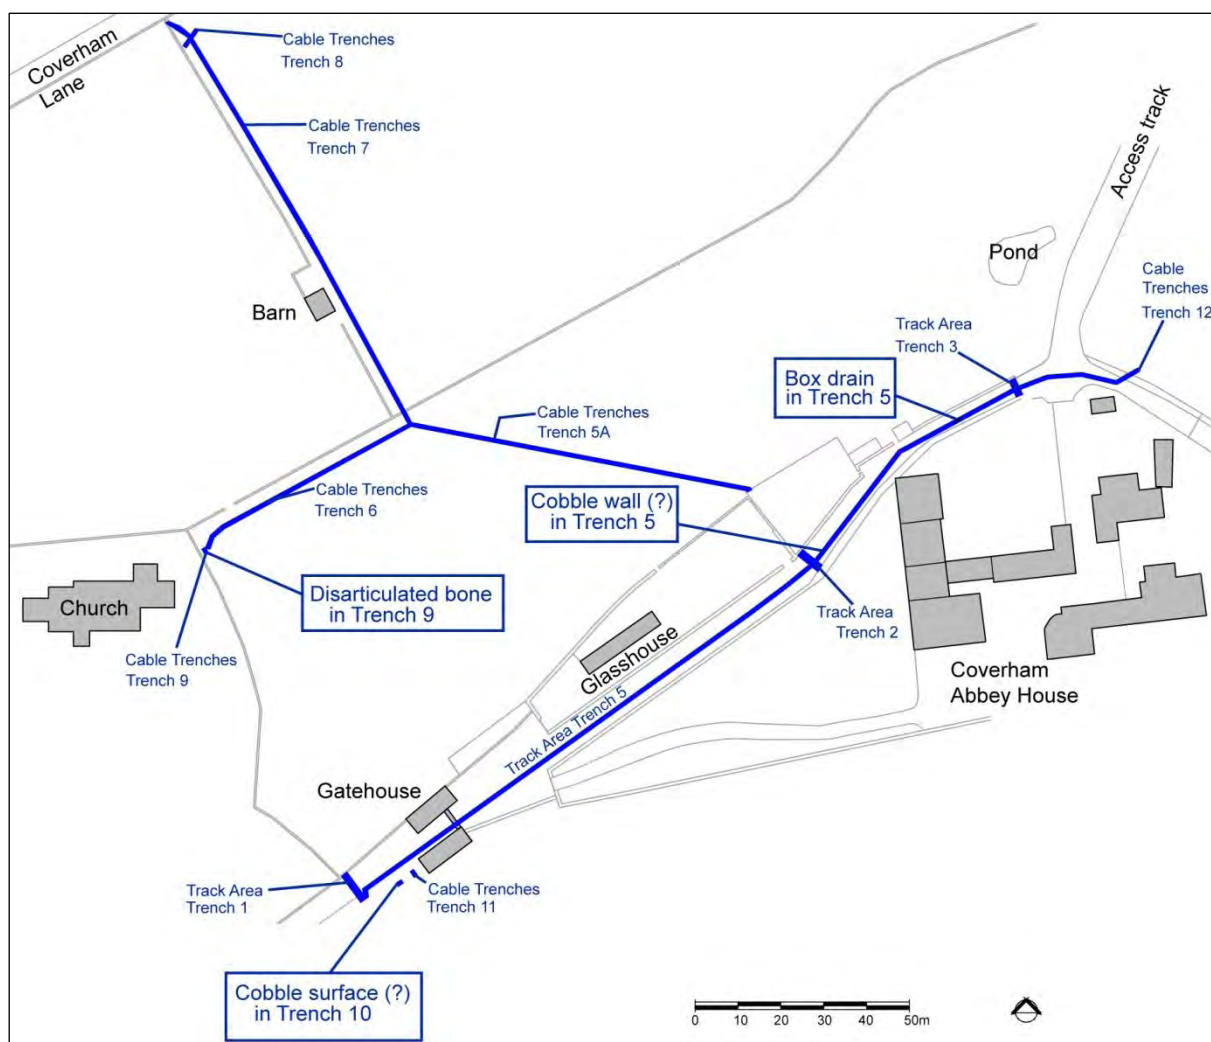 Coverham
Lane
Cable Trenches
Trench 8
Cable Trenches
Trench 7
Access track
Pond
Cable
Trenches
Trench 12
Barn
Track Area
Trench 3
Box drain
in Trench 5
Cable Trenches
Trench 5A
Cable Trenches
Trench 6
Cobble wall (?)
in Trench 5
Disarticulated bone
in Trench 9
Church
Cable Trenches
Trench 9
Track Area
Trench 2
Glasshouse
Coverham
Abbey House
Track Area Trench 5
Gatehouse
Track Area
Trench 1
Cable Trenches
Trench 11
Cobble surface (?)
in Trench 10
0 10 20 30 40 50m